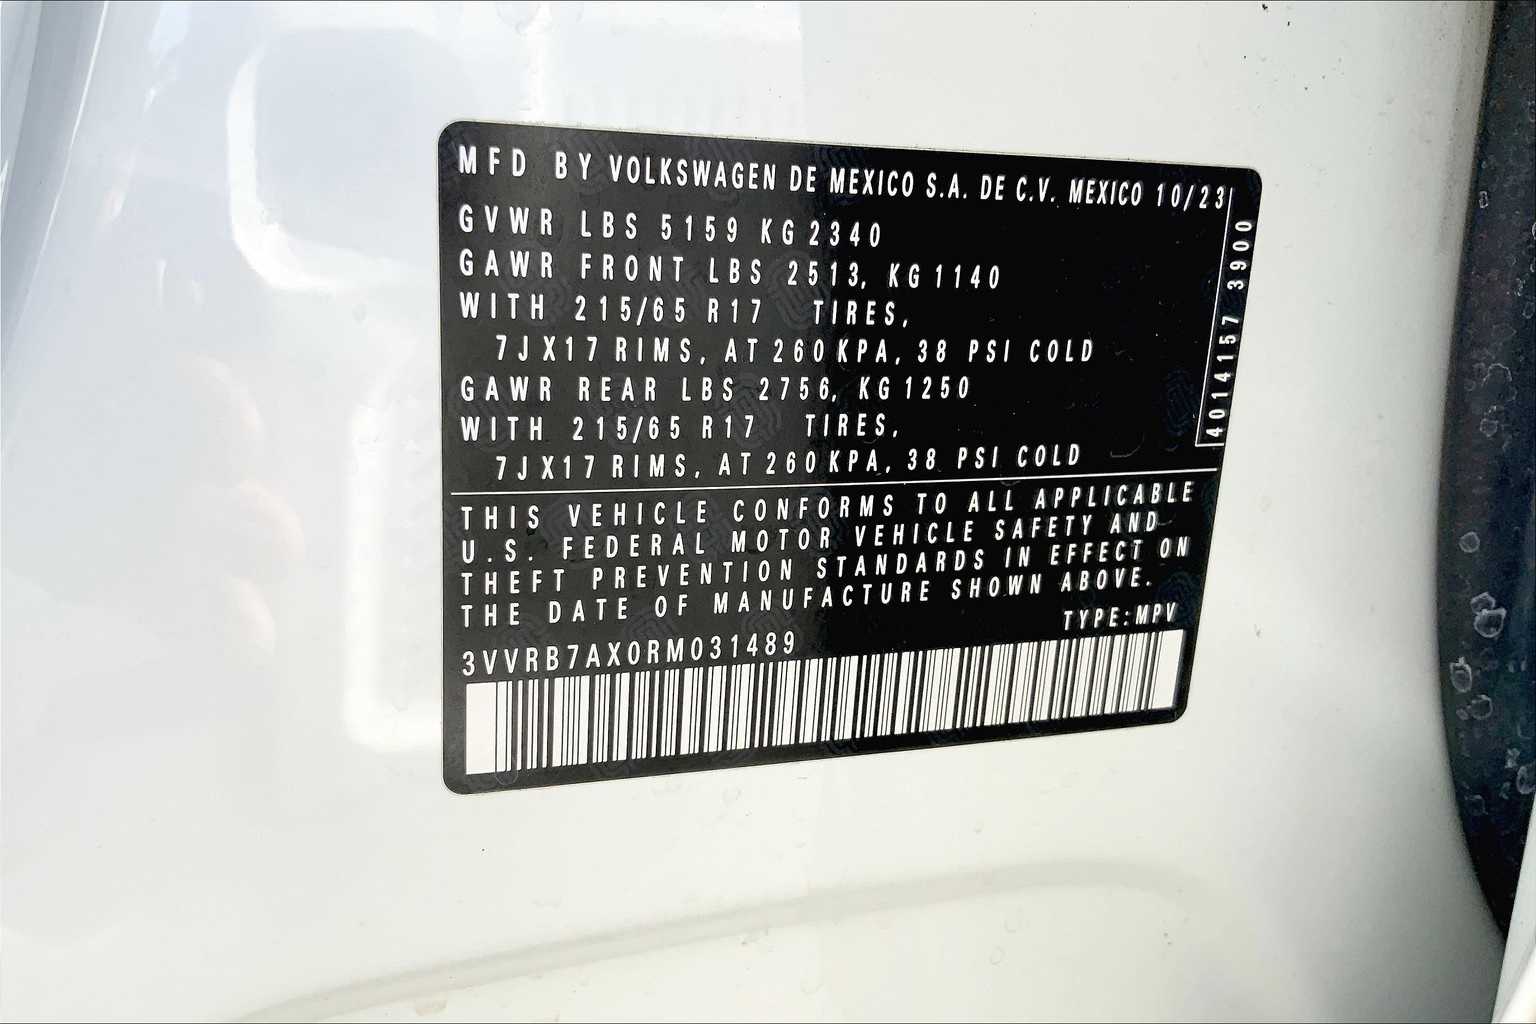 MFD BY VOLKSWAGEN DE MEXICO S.A. DE C.V. MEXICO 10/23
GVWR LBS 5159 KG 2340
GAWR FRONT LBS 2513, KG 1140
WITH 215/65 R17 TIRES,
7J X17 RIMS, AT 260 KPA, 38 PSI COLD
GAWR REAR LBS 2756, KG 1250
WITH 215/65 R17 TIRES,
7J X17 RIMS, AT 260 KPA, 38 PSI COLD
4014157 3900
THIS VEHICLE CONFORMS TO ALL APPLICABLE
U.S. FEDERAL MOTOR VEHICLE SAFETY AND
THEFT PREVENTION STANDARDS IN EFFECT ON
THE DATE OF MANUFACTURE SHOWN ABOVE.
TYPE:MPV
3VVRB7AX0RM031489